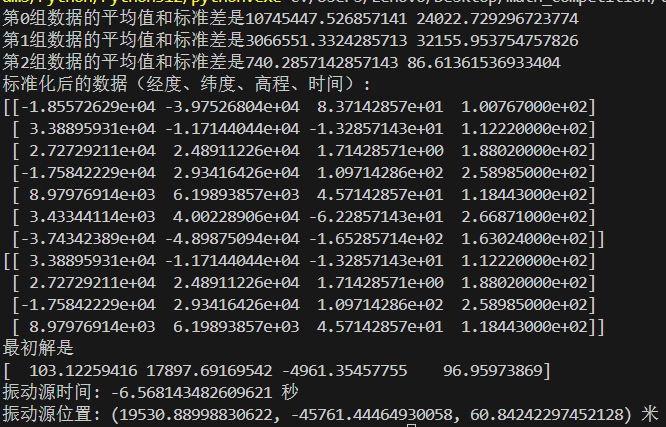 第0组数据的平均值和标准差是10745447.526857141 24022.729296723774
第1组数据的平均值和标准差是3066551.3324285713 32155.953754757826
第2组数据的平均值和标准差是740.2857142857143 86.61361536933404
标准化后的数据（经度、纬度、高程、时间）:
[[-1.85572629e+04 -3.97526804e+04  8.37142857e+01  1.00767000e+02]
 [ 3.38895931e+04 -1.17144044e+04 -1.32857143e+01  1.12220000e+02]
 [ 2.72729211e+04  2.48911226e+04  1.71428571e+00  1.88020000e+02]
 [-1.75842229e+04  2.93416426e+04  1.09714286e+02  2.58985000e+02]
 [ 8.97976914e+03  6.19893857e+03  4.57142857e+01  1.18443000e+02]
 [ 3.43344114e+03  4.00228906e+04 -6.22857143e+01  2.66871000e+02]
 [-3.74342389e+04 -4.89875094e+04 -1.65285714e+02  1.63024000e+02]]
[[ 3.38895931e+04 -1.17144044e+04 -1.32857143e+01  1.12220000e+02]
 [ 2.72729211e+04  2.48911226e+04  1.71428571e+00  1.88020000e+02]
 [-1.75842229e+04  2.93416426e+04  1.09714286e+02  2.58985000e+02]
 [ 8.97976914e+03  6.19893857e+03  4.57142857e+01  1.18443000e+02]]
最初解是
[  103.12259416 17897.69169542 -4961.35457755    96.95973869]
振动源时间: -6.568143482609621 秒
振动源位置: (19530.88998830622, -45761.44464930058, 60.84242297452128) 米